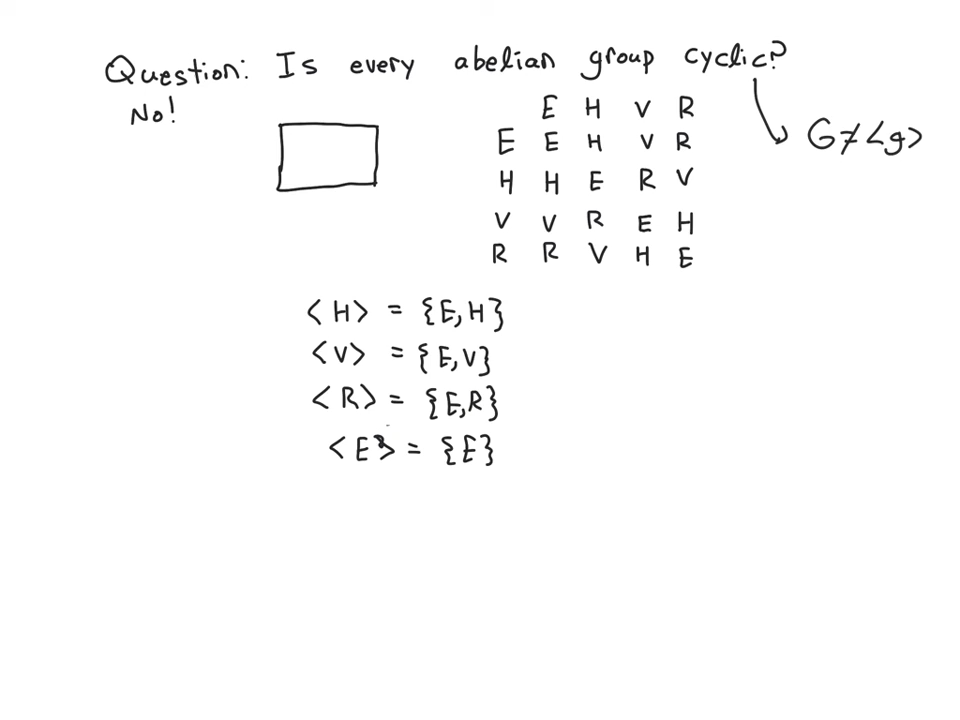 Question: Is every abelian group cyclic?
No!
E H V R
E E H V R
H H E R V
V V R E H
R R V H E
G≠<g>
<H> = {E,H}
<V> = {E,V}
<R> = {E,R}
<E> = {E}